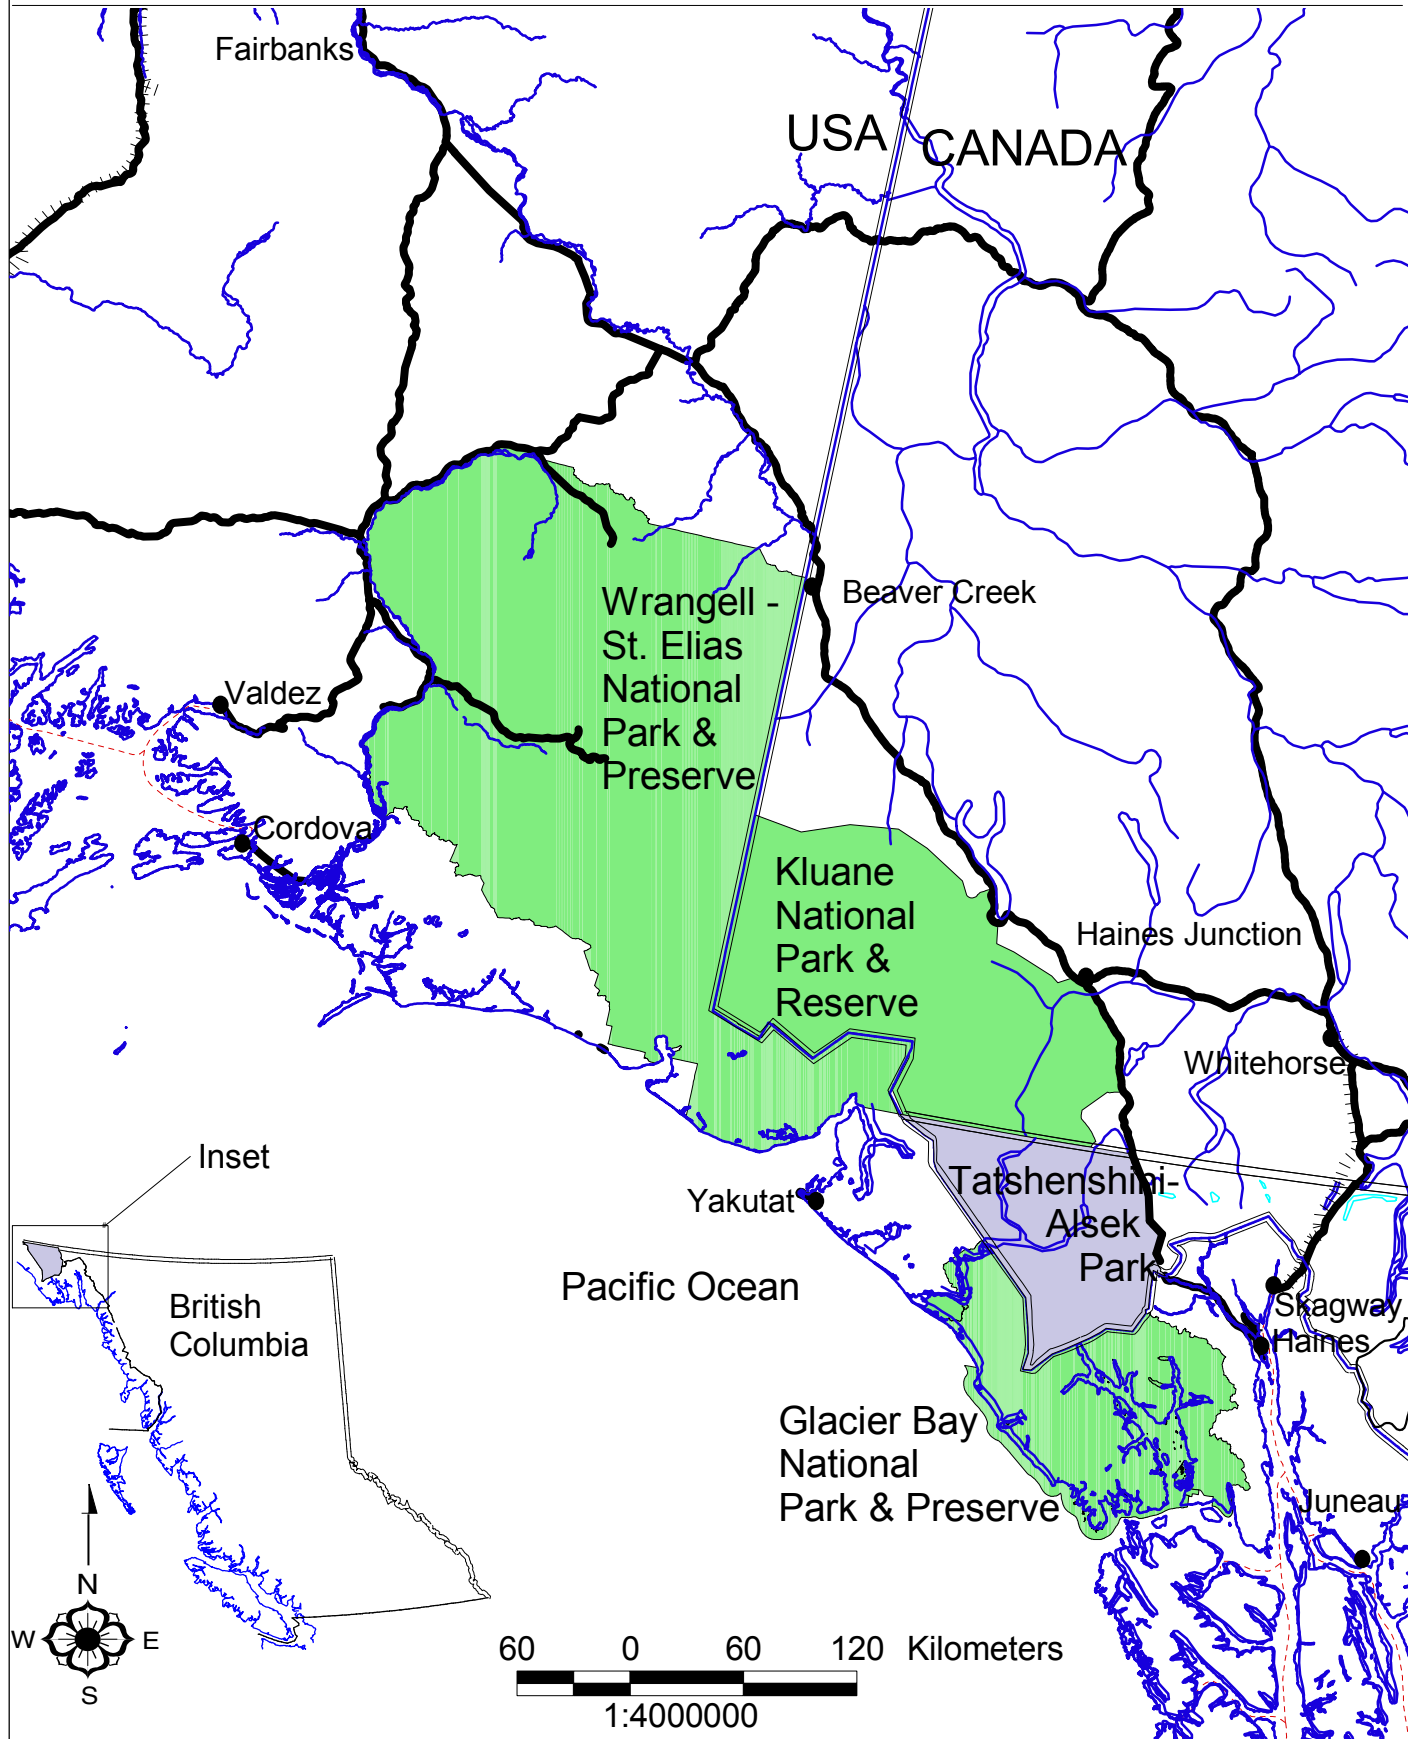 Fairbanks
USA
CANADA
Wrangell -
St. Elias
National
Park &
Preserve
Beaver Creek
Valdez
Cordova
Kluane
National
Park &
Reserve
Haines Junction
Whitehorse
Inset
Yakutat
Tatshenshini-
Alsek
Park
Pacific Ocean
British
Columbia
Skagway
Haines
Glacier Bay
National
Park & Preserve
Juneau
N
W
E
S
60 0 60 120 Kilometers
1:4000000